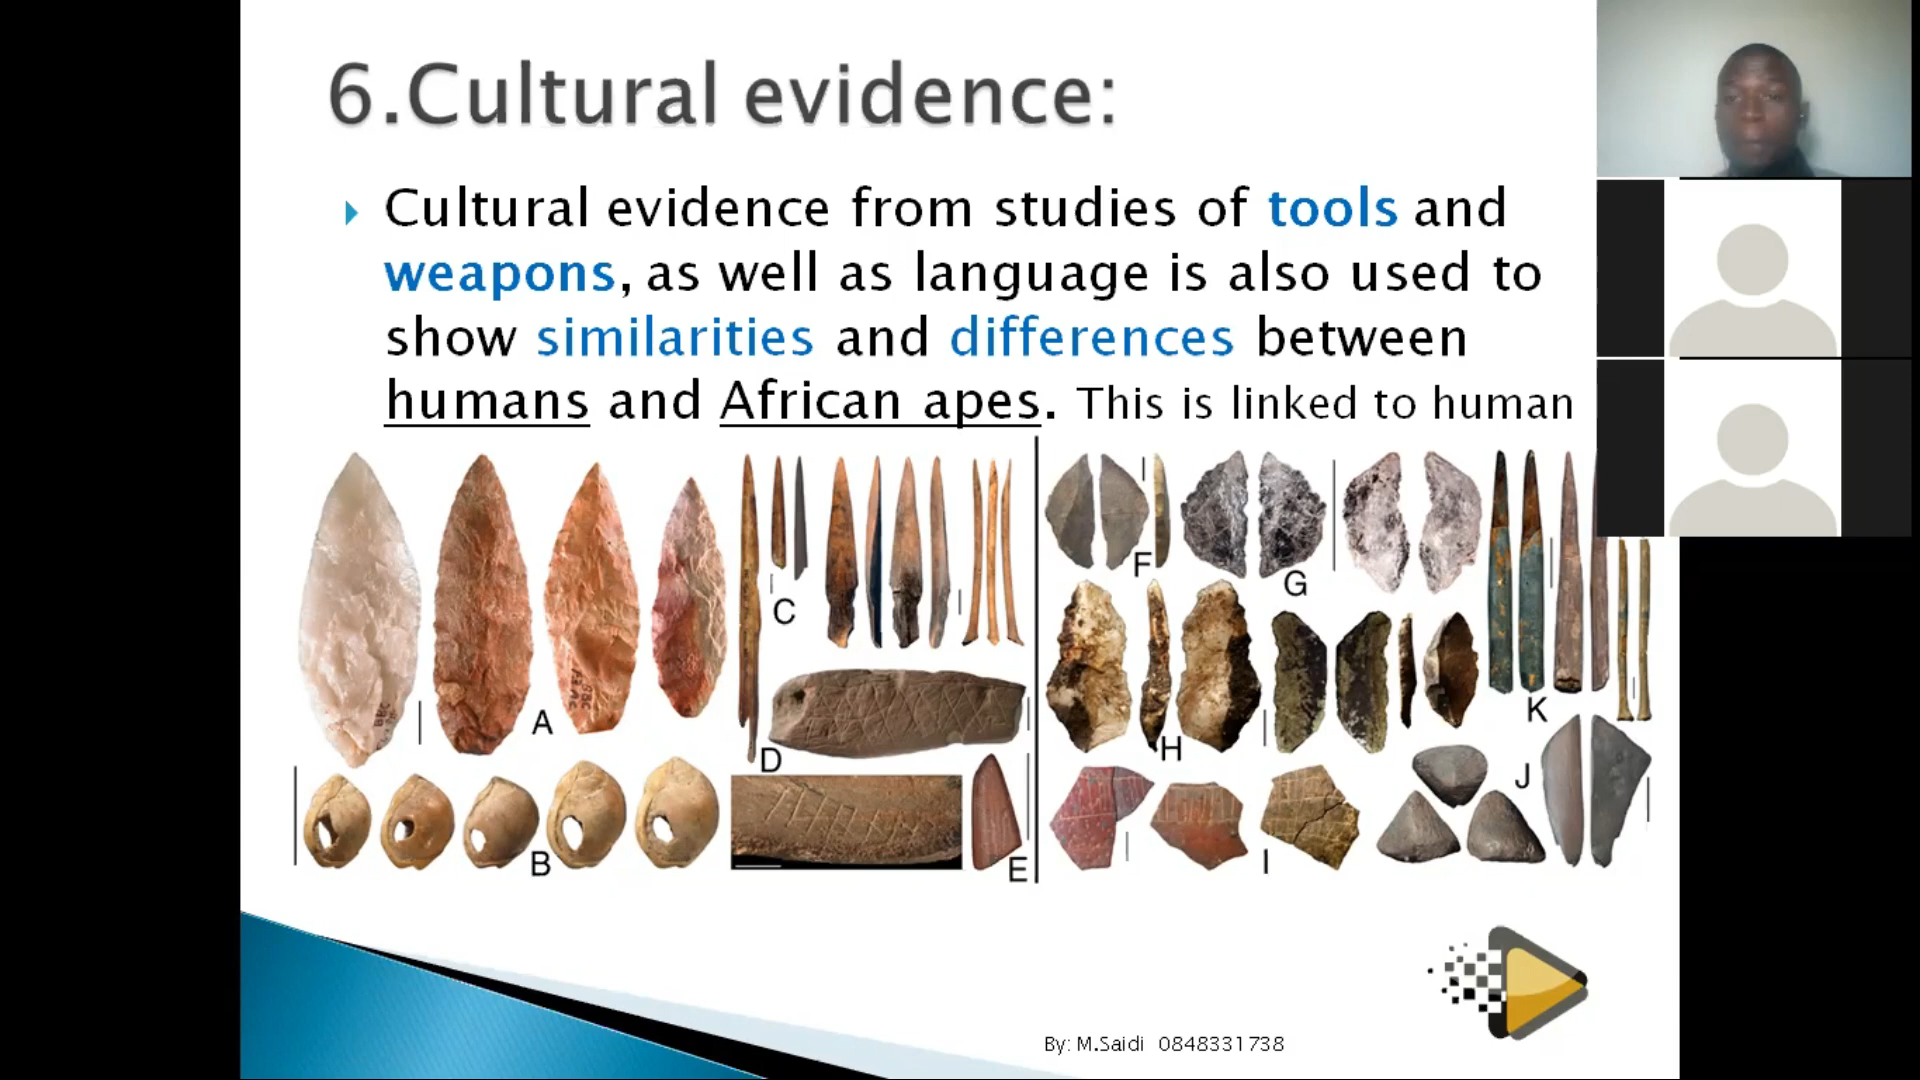 6.Cultural evidence:
Cultural evidence from studies of tools and
weapons, as well as language is also used to
show similarities and differences between
humans and African apes. This is linked to human
A
B
C
D
E
F
G
H
I
J
K
By: M.Saidi 0848331738